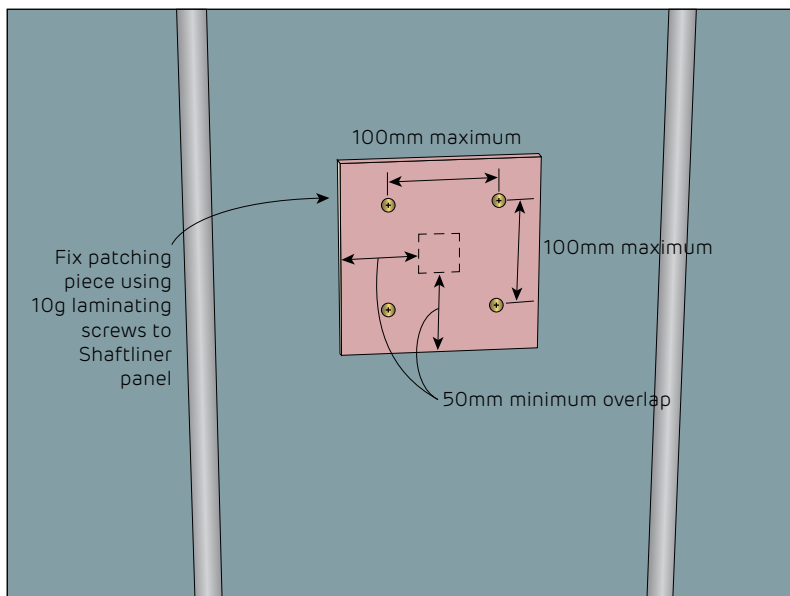 100mm maximum
100mm maximum
Fix patching
piece using
10g laminating
screws to
Shaftliner
panel
50mm minimum overlap